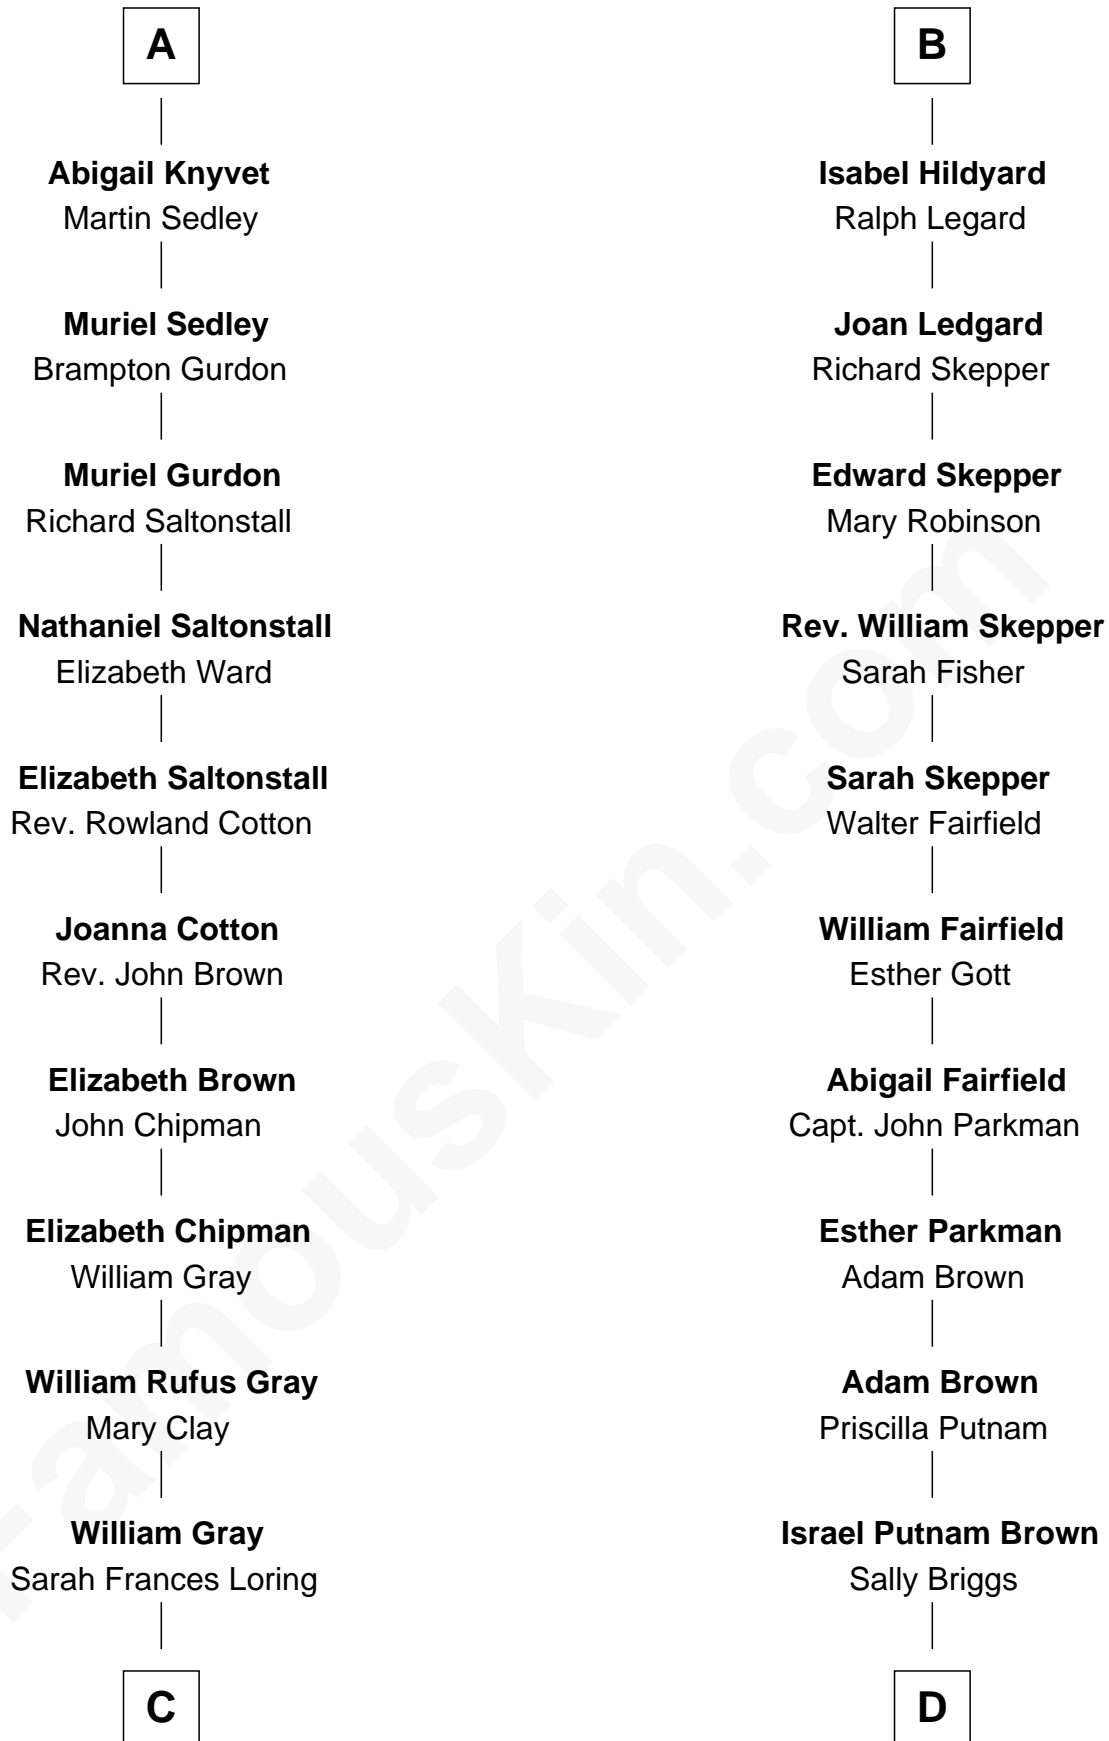 A
Abigail Knyvet
Martin Sedley
Muriel Sedley
Brampton Gurdon
Muriel Gurdon
Richard Saltonstall
Nathaniel Saltonstall
Elizabeth Ward
Elizabeth Saltonstall
Rev. Rowland Cotton
Joanna Cotton
Rev. John Brown
Elizabeth Brown
John Chipman
Elizabeth Chipman
William Gray
William Rufus Gray
Mary Clay
William Gray
Sarah Frances Loring
C
B
Isabel Hildyard
Ralph Legard
Joan Ledgard
Richard Skepper
Edward Skepper
Mary Robinson
Rev. William Skepper
Sarah Fisher
Sarah Skepper
Walter Fairfield
William Fairfield
Esther Gott
Abigail Fairfield
Capt. John Parkman
Esther Parkman
Adam Brown
Adam Brown
Priscilla Putnam
Israel Putnam Brown
Sally Briggs
D
FamousKin.com